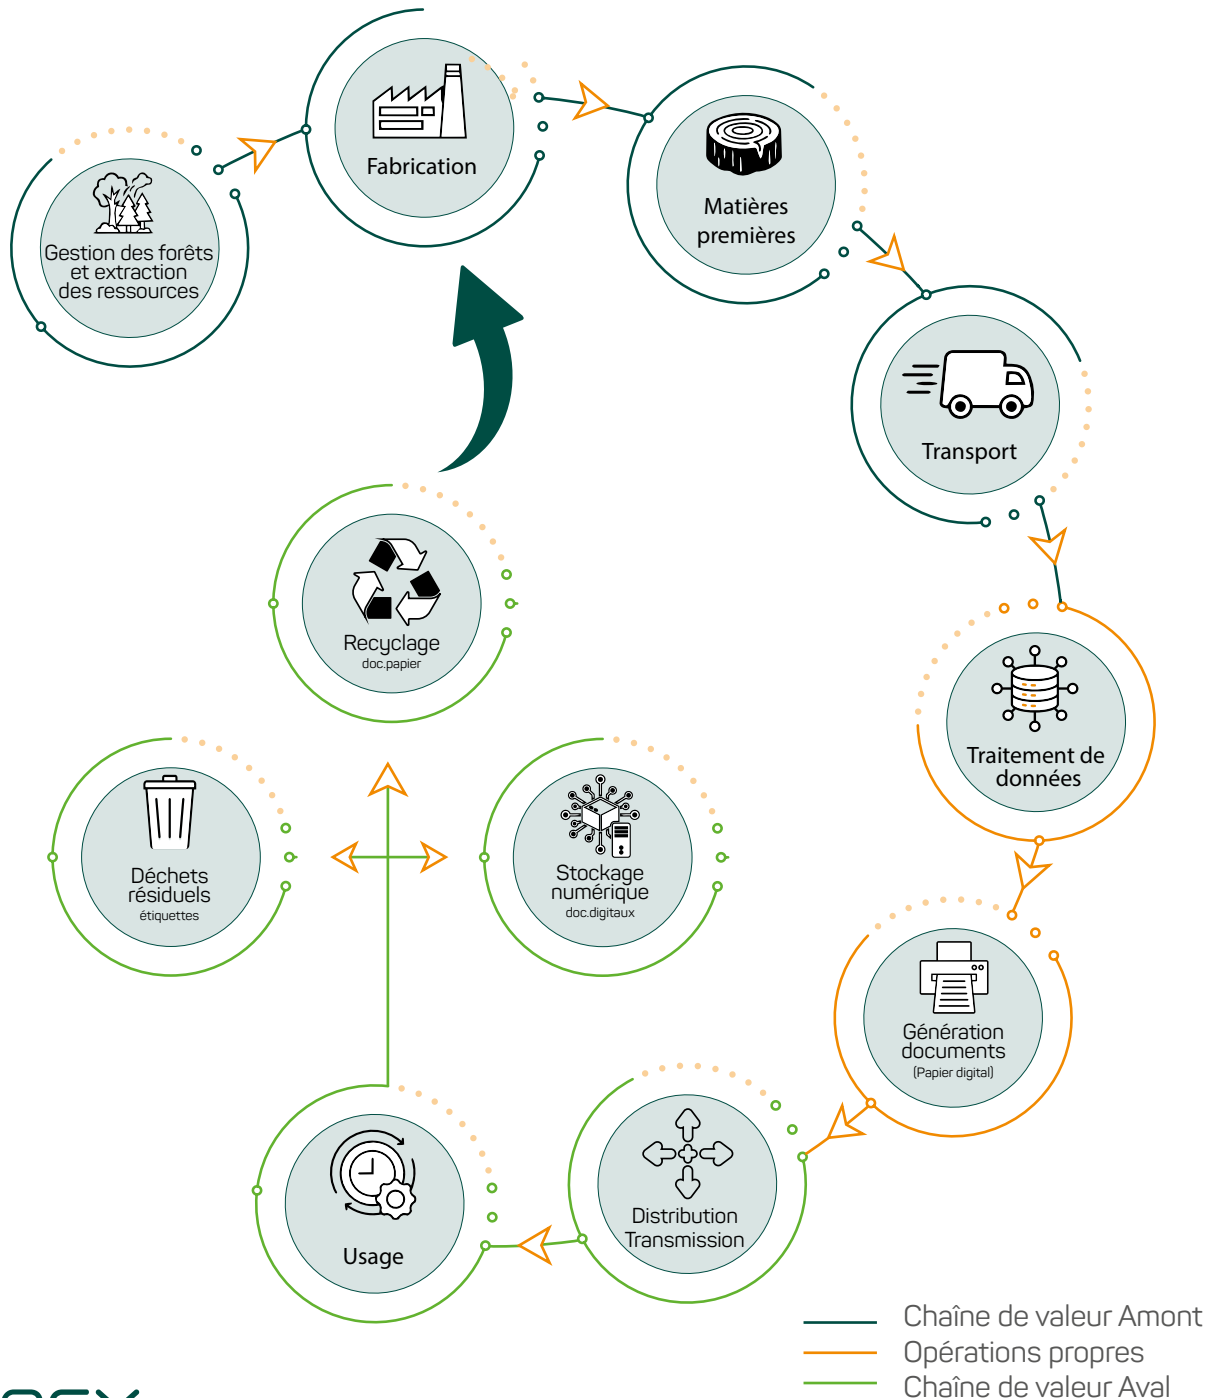 Fabrication
Gestion des forêts
et extraction
des ressources
Matières
premières
Transport
Recyclage
doc.papier
Traitement de
données
Déchets
résiduels
étiquettes
Stockage
numérique
doc.digitaux
Génération
documents
(Papier digital)
Distribution
Transmission
Usage
Chaîne de valeur Amont
Opérations propres
Chaîne de valeur Aval